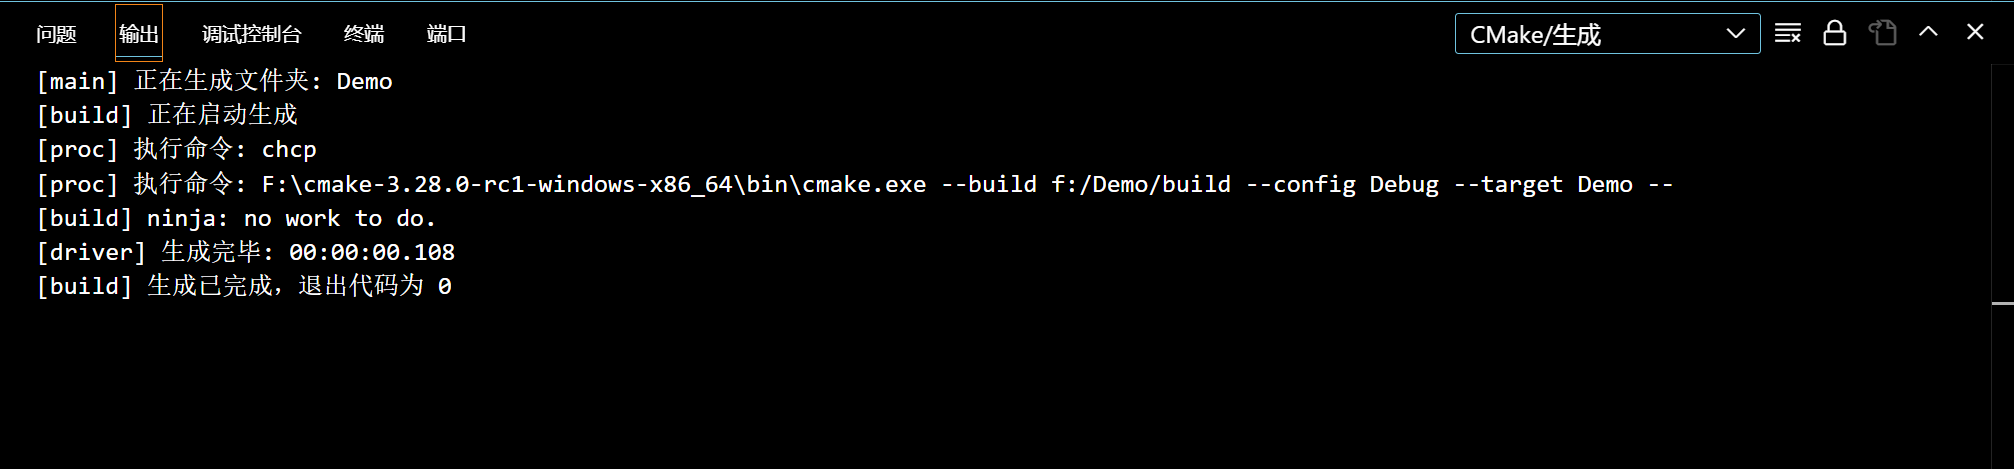 问题 输出 调试控制台 终端 端口 CMake/生成
[main] 正在生成文件夹: Demo
[build] 正在启动生成
[proc] 执行命令: chcp
[proc] 执行命令: F:\cmake-3.28.0-rc1-windows-x86_64\bin\cmake.exe --build f:/Demo/build --config Debug --target Demo --
[build] ninja: no work to do.
[driver] 生成完毕: 00:00:00.108
[build] 生成已完成，退出代码为 0